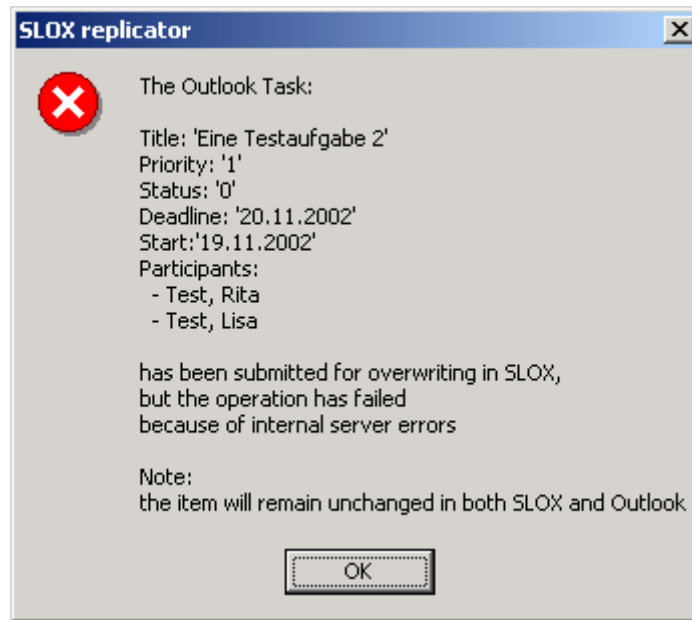 SLOX replicator
The Outlook Task:
Title: 'Eine Testaufgabe 2'
Priority: '1'
Status: '0'
Deadline: '20.11.2002'
Start:'19.11.2002'
Participants:
- Test, Rita
- Test, Lisa
has been submitted for overwriting in SLOX,
but the operation has failed
because of internal server errors
Note:
the item will remain unchanged in both SLOX and Outlook
OK